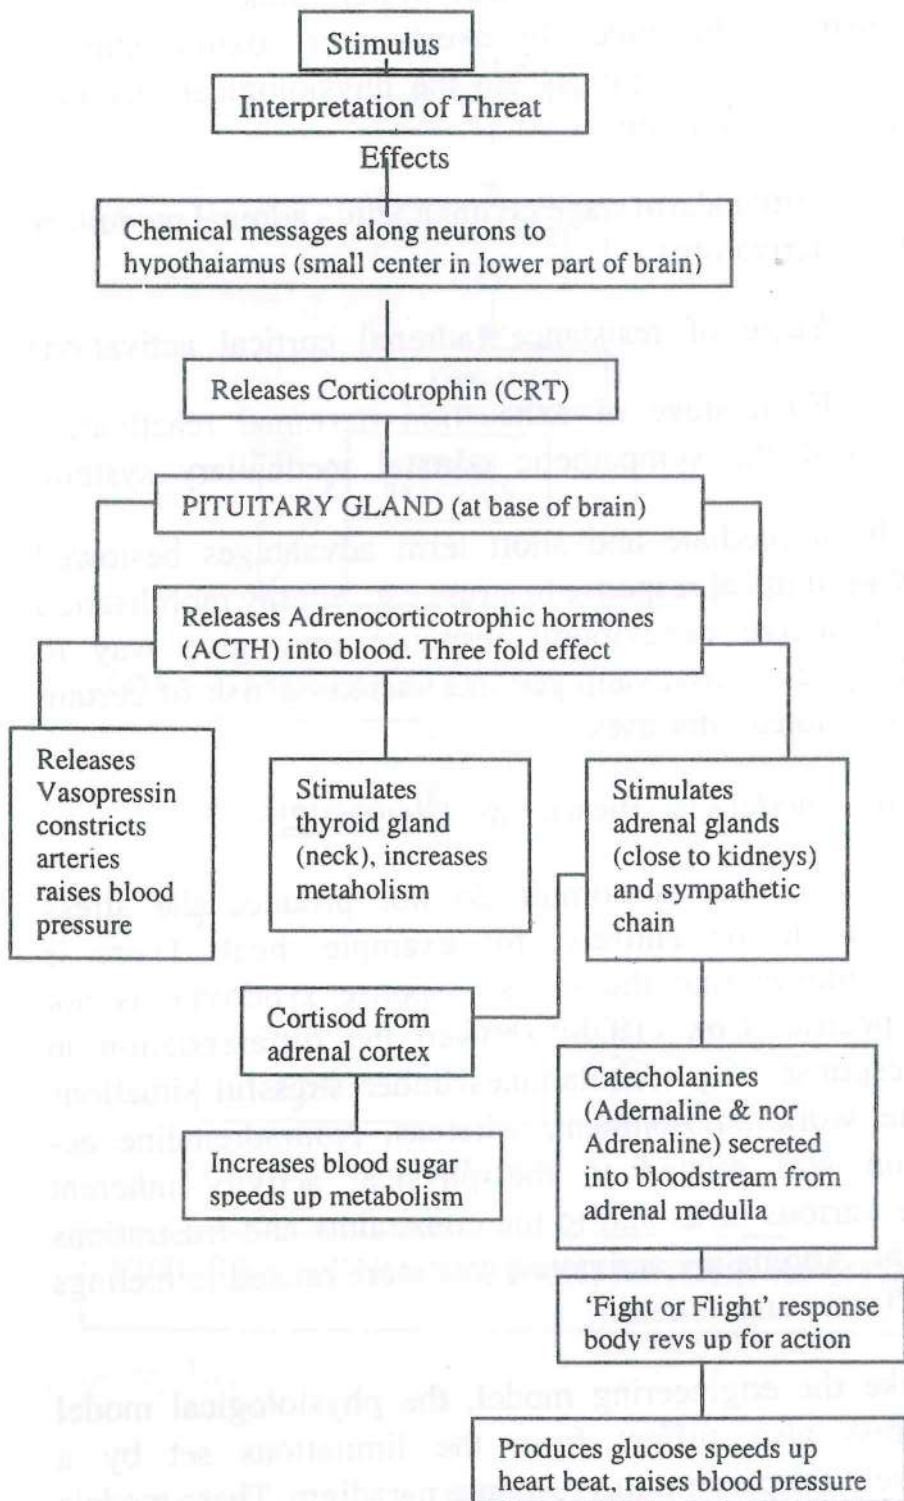 Stimulus
Interpretation of Threat
Effects
Chemical messages along neurons to
hypothaiamus (small center in lower part of brain)
Releases Corticotrophin (CRT)
PITUITARY GLAND (at base of brain)
Releases Adrenocorticotrophic hormones
(ACTH) into blood. Three fold effect
Releases
Vasopressin
constricts
arteries
raises blood
pressure
Stimulates
thyroid gland
(neck), increases
metaholism
Stimulates
adrenal glands
(close to kidneys)
and sympathetic
chain
Cortisod from
adrenal cortex
Increases blood sugar
speeds up metabolism
Catecholanines
(Adernaline & nor
Adrenaline) secreted
into bloodstream from
adrenal medulla
'Fight or Flight' response
body revs up for action
Produces glucose speeds up
heart beat, raises blood pressure